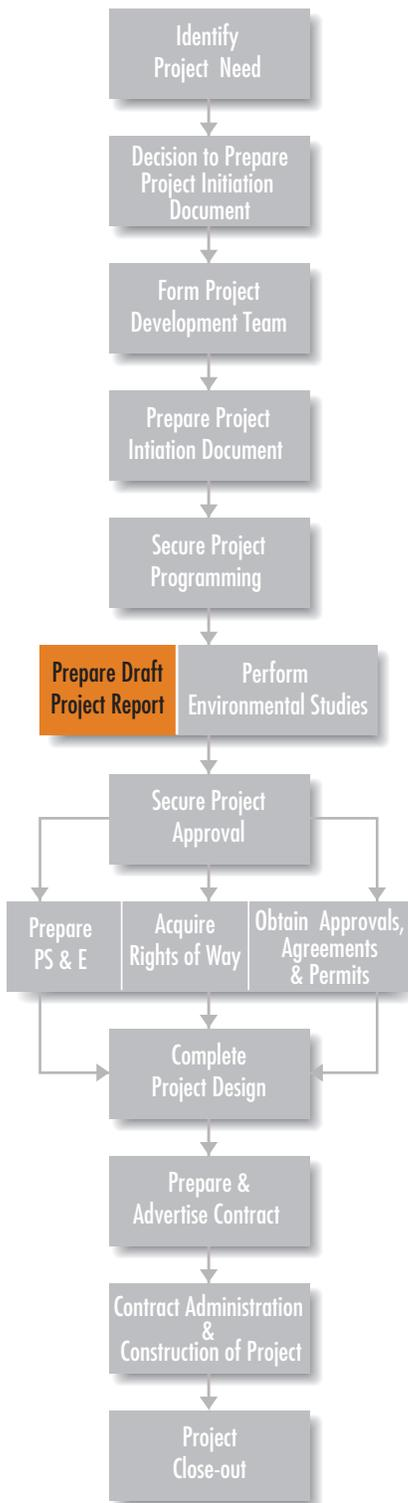 Identify
Project Need
Decision to Prepare
Project Initiation
Document
Form Project
Development Team
Prepare Project
Intiation Document
Secure Project
Programming
Prepare Draft
Project Report
Perform
Environmental Studies
Secure Project
Approval
Prepare
PS & E
Acquire
Rights of Way
Obtain Approvals,
Agreements
& Permits
Complete
Project Design
Prepare &
Advertise Contract
Contract Administration
&
Construction of Project
Project
Close-out